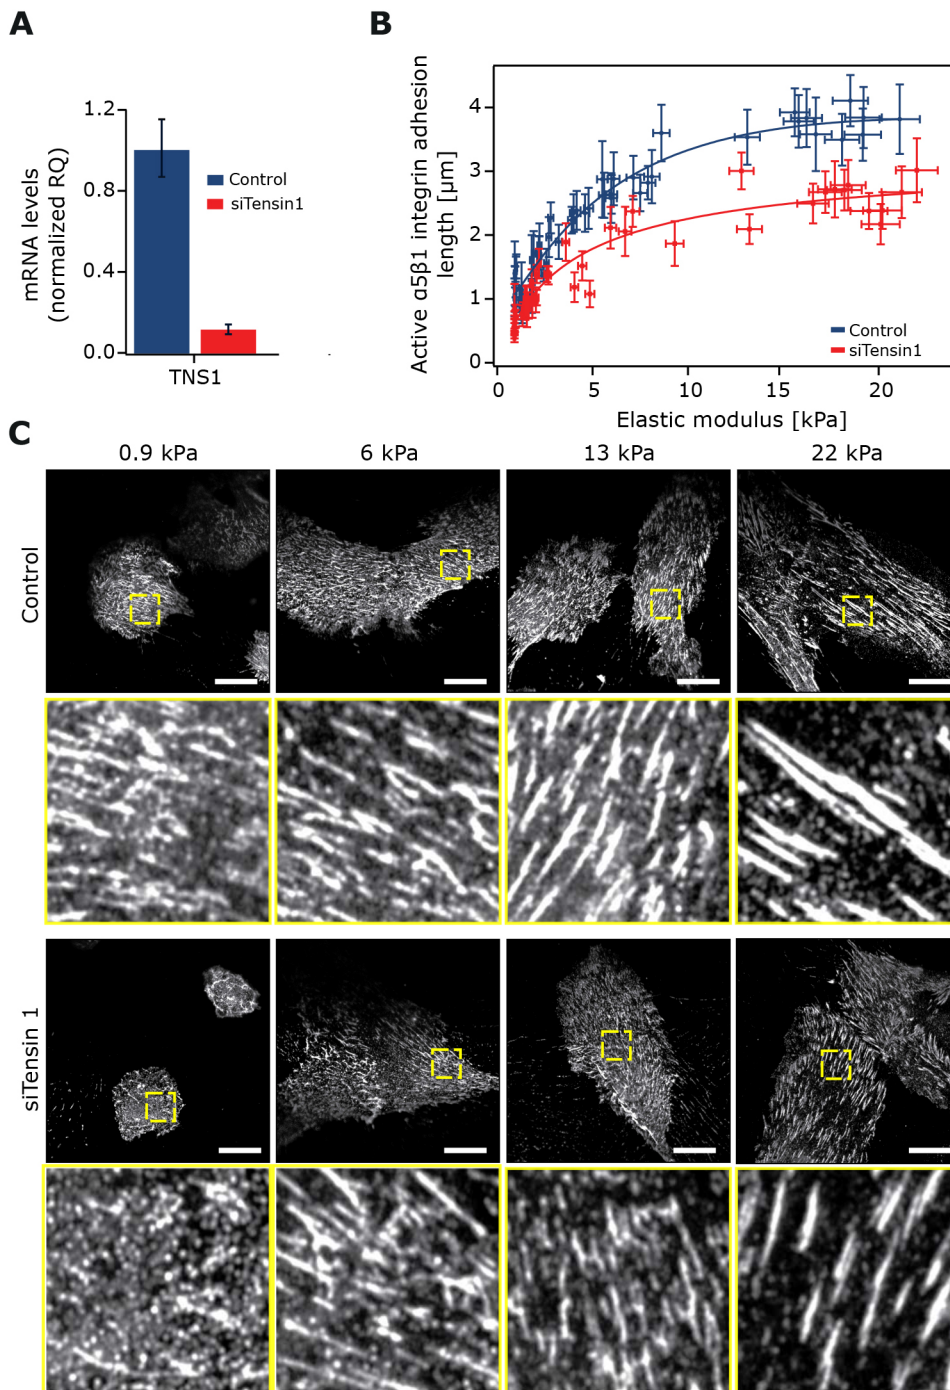 A
1.2
0.8
0.4
0.0
mRNA levels
(normalized RQ)
Control
siTensin1
TNS1
B
Active α5β1 integrin adhesion
length [µm]
4
3
2
1
0
Control
siTensin1
0
5
10
15
20
Elastic modulus [kPa]
C
0.9 kPa
6 kPa
13 kPa
22 kPa
Control
siTensin 1